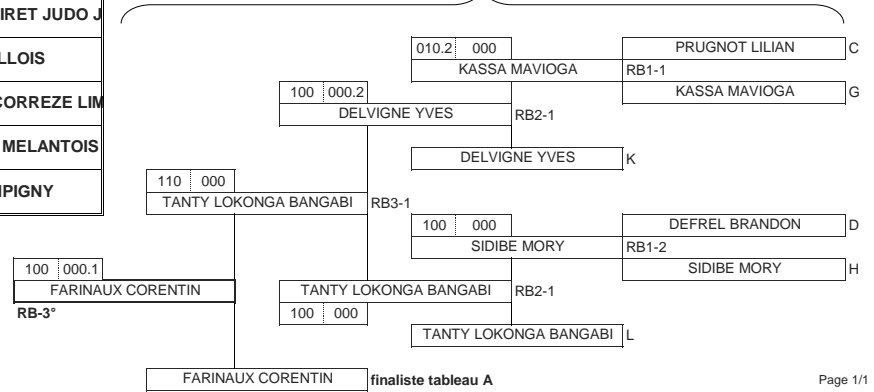 IRET JUDO J
LLOIS
CORREZE LIM
MELANTOIS
IPIGNY
010.2 000 PRUGNOT LILIAN C
KASSA MAVIOGA RB1-1
100 000.2 KASSA MAVIOGA G
DELVIGNE YVES RB2-1
DELVIGNE YVES K
110 000
TANTY LOKONGA BANGABI RB3-1
100 000 DEFREL BRANDON D
SIDIBE MORY RB1-2
100 000.1 SIDIBE MORY H
FARINAUX CORENTIN TANTY LOKONGA BANGABI RB2-1
RB-3° 100 000
TANTY LOKONGA BANGABI L
FARINAUX CORENTIN finaliste tableau A Page 1/1